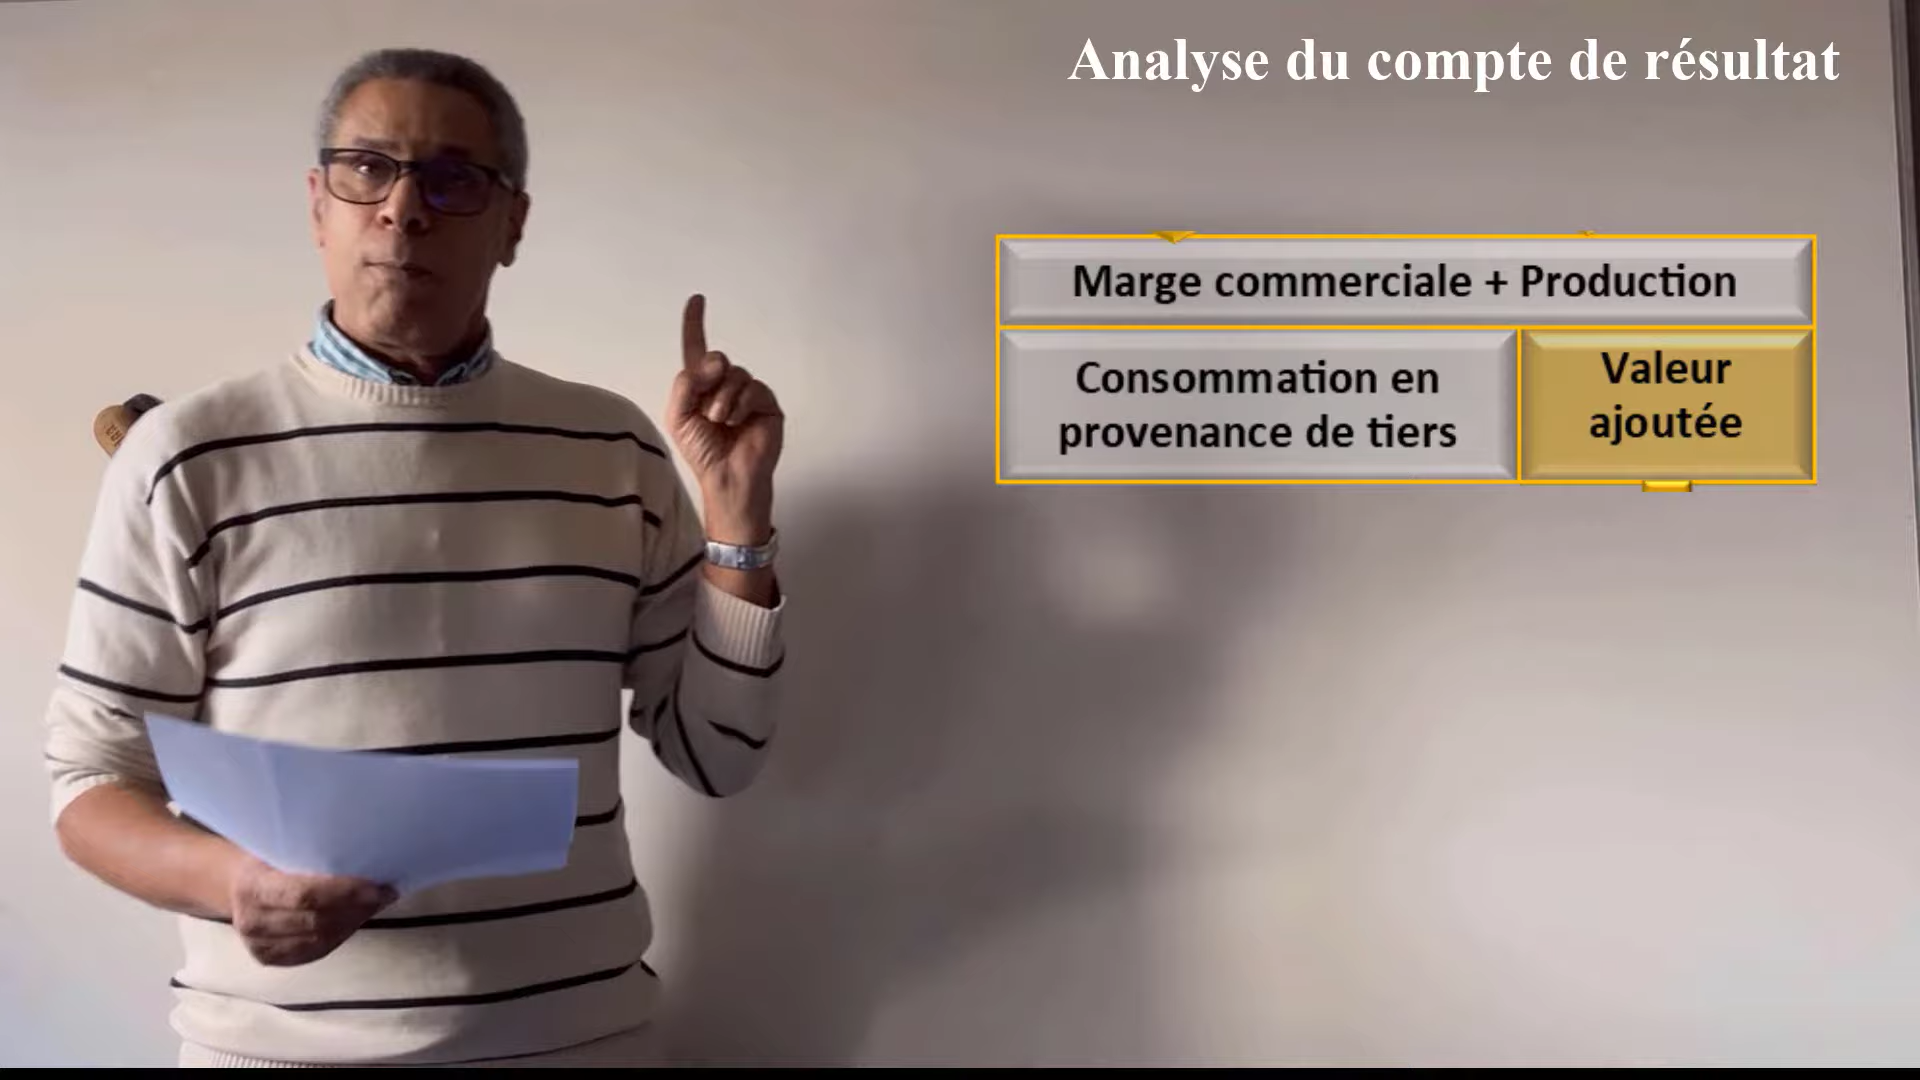 Analyse du compte de résultat
Marge commerciale + Production
Consommation en
provenance de tiers
Valeur
ajoutée